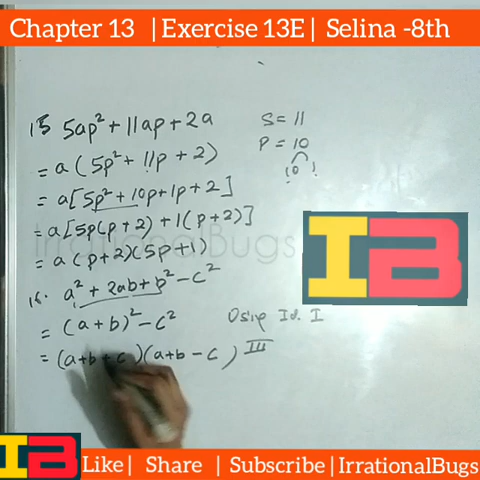 Chapter 13 | Exercise 13E | Selina -8th
15 5ap² + 11ap + 2a
S = 11
P = 10
10 1
= a(5p² + 11p + 2)
= a[5p² + 10p + 1p + 2]
= a[5p(p+2) + 1(p+2)]
= a(p+2)(5p+1)
IrrationalBugs
IB
16. a² + 2ab + b² - c²
= (a+b)² - c² Using Id. I
= (a+b+c)(a+b-c) III
IB
Like | Share | Subscribe | IrrationalBugs